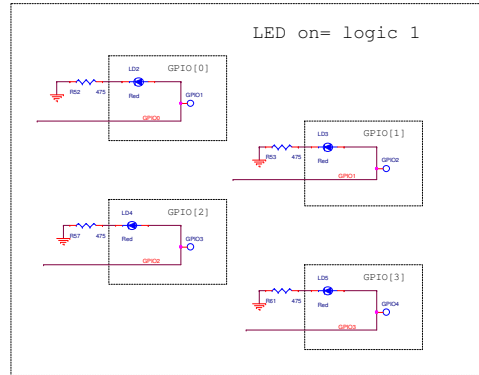 LED on= logic 1
GPIO[0]
LD2
R52
475
Red
GPIO1
GPIO0
GPIO[1]
LD3
R53
475
Red
GPIO2
GPIO1
GPIO[2]
LD4
R57
475
Red
GPIO3
GPIO2
GPIO[3]
LD5
R61
475
Red
GPIO4
GPIO3